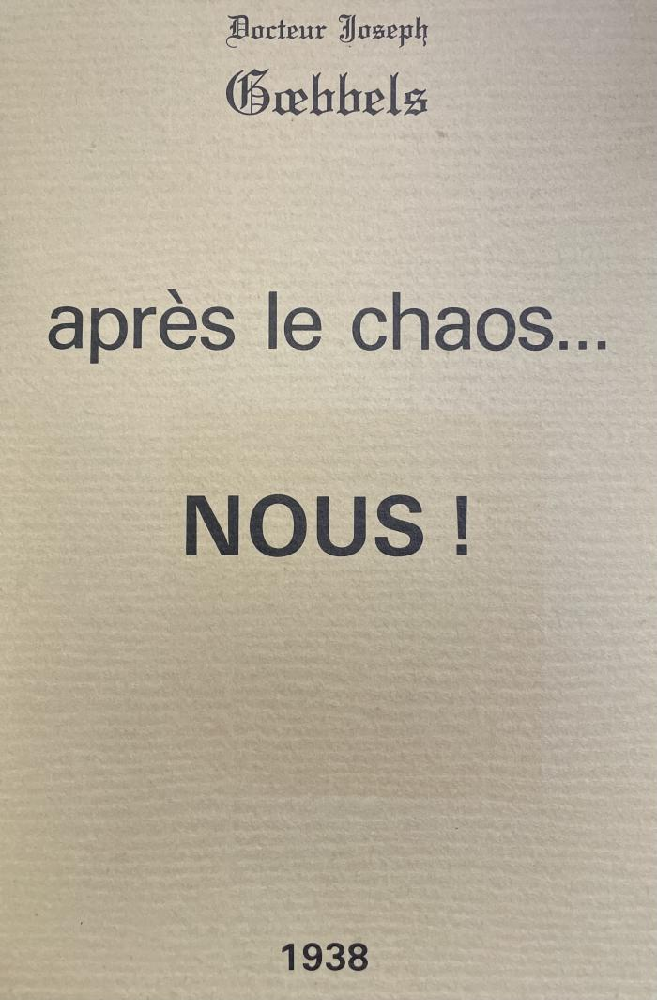 Docteur Joseph
Gœbbels
après le chaos...
NOUS !
1938